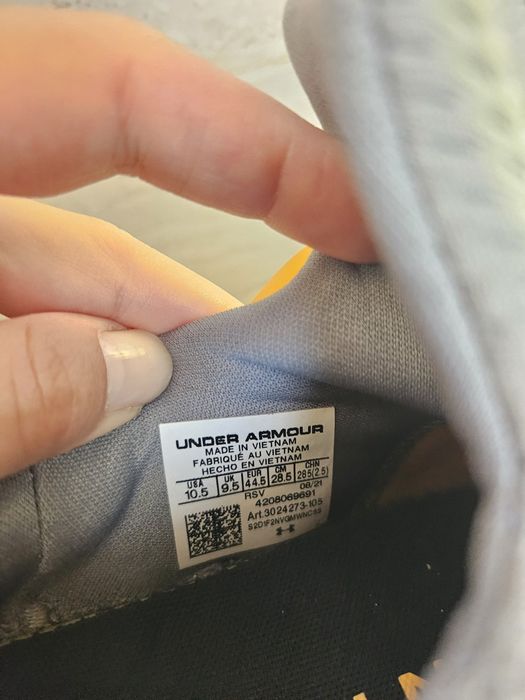 UNDER ARMOUR
MADE IN VIETNAM
FABRIQUÉ AU VIETNAM
HECHO EN VIETNAM
USA UK EUR CM CHN
10.5 9.5 44.5 28.5 285(2.5)
RSV 08/21
4208069691
Art.3024273-105
S2D1F2NVGMWNC59